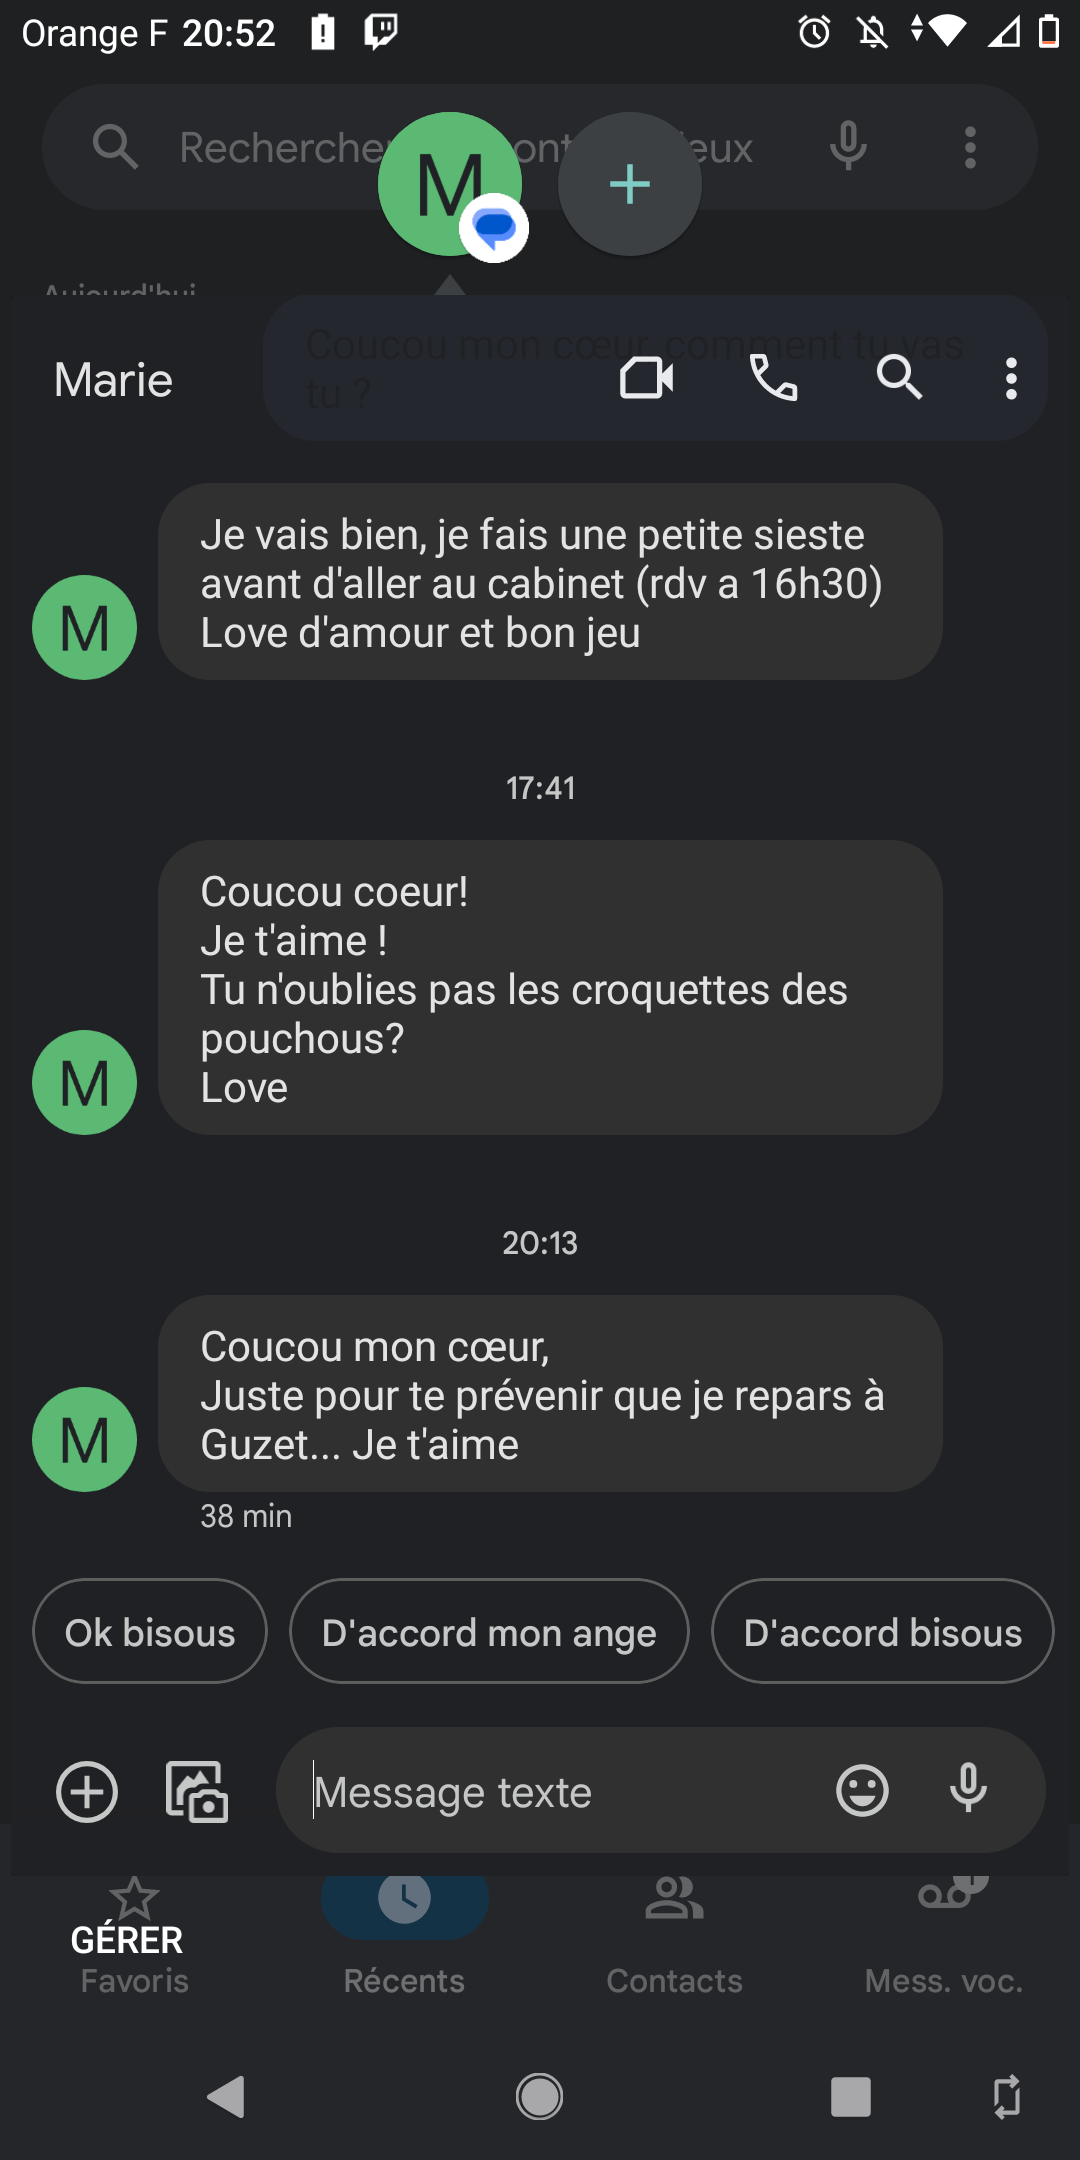 Orange F 20:52
Recherche
ont
eux
M
+
Aujourd'hui
Marie
Coucou mon cœur, comment tu vas
tu ?
Je vais bien, je fais une petite sieste
avant d'aller au cabinet (rdv a 16h30)
Love d'amour et bon jeu
M
17:41
Coucou coeur!
Je t'aime !
Tu n'oublies pas les croquettes des
pouchous?
Love
M
20:13
Coucou mon cœur,
Juste pour te prévenir que je repars à
Guzet... Je t'aime
M
38 min
Ok bisous
D'accord mon ange
D'accord bisous
Message texte
GÉRER
Favoris
Récents
Contacts
Mess. voc.